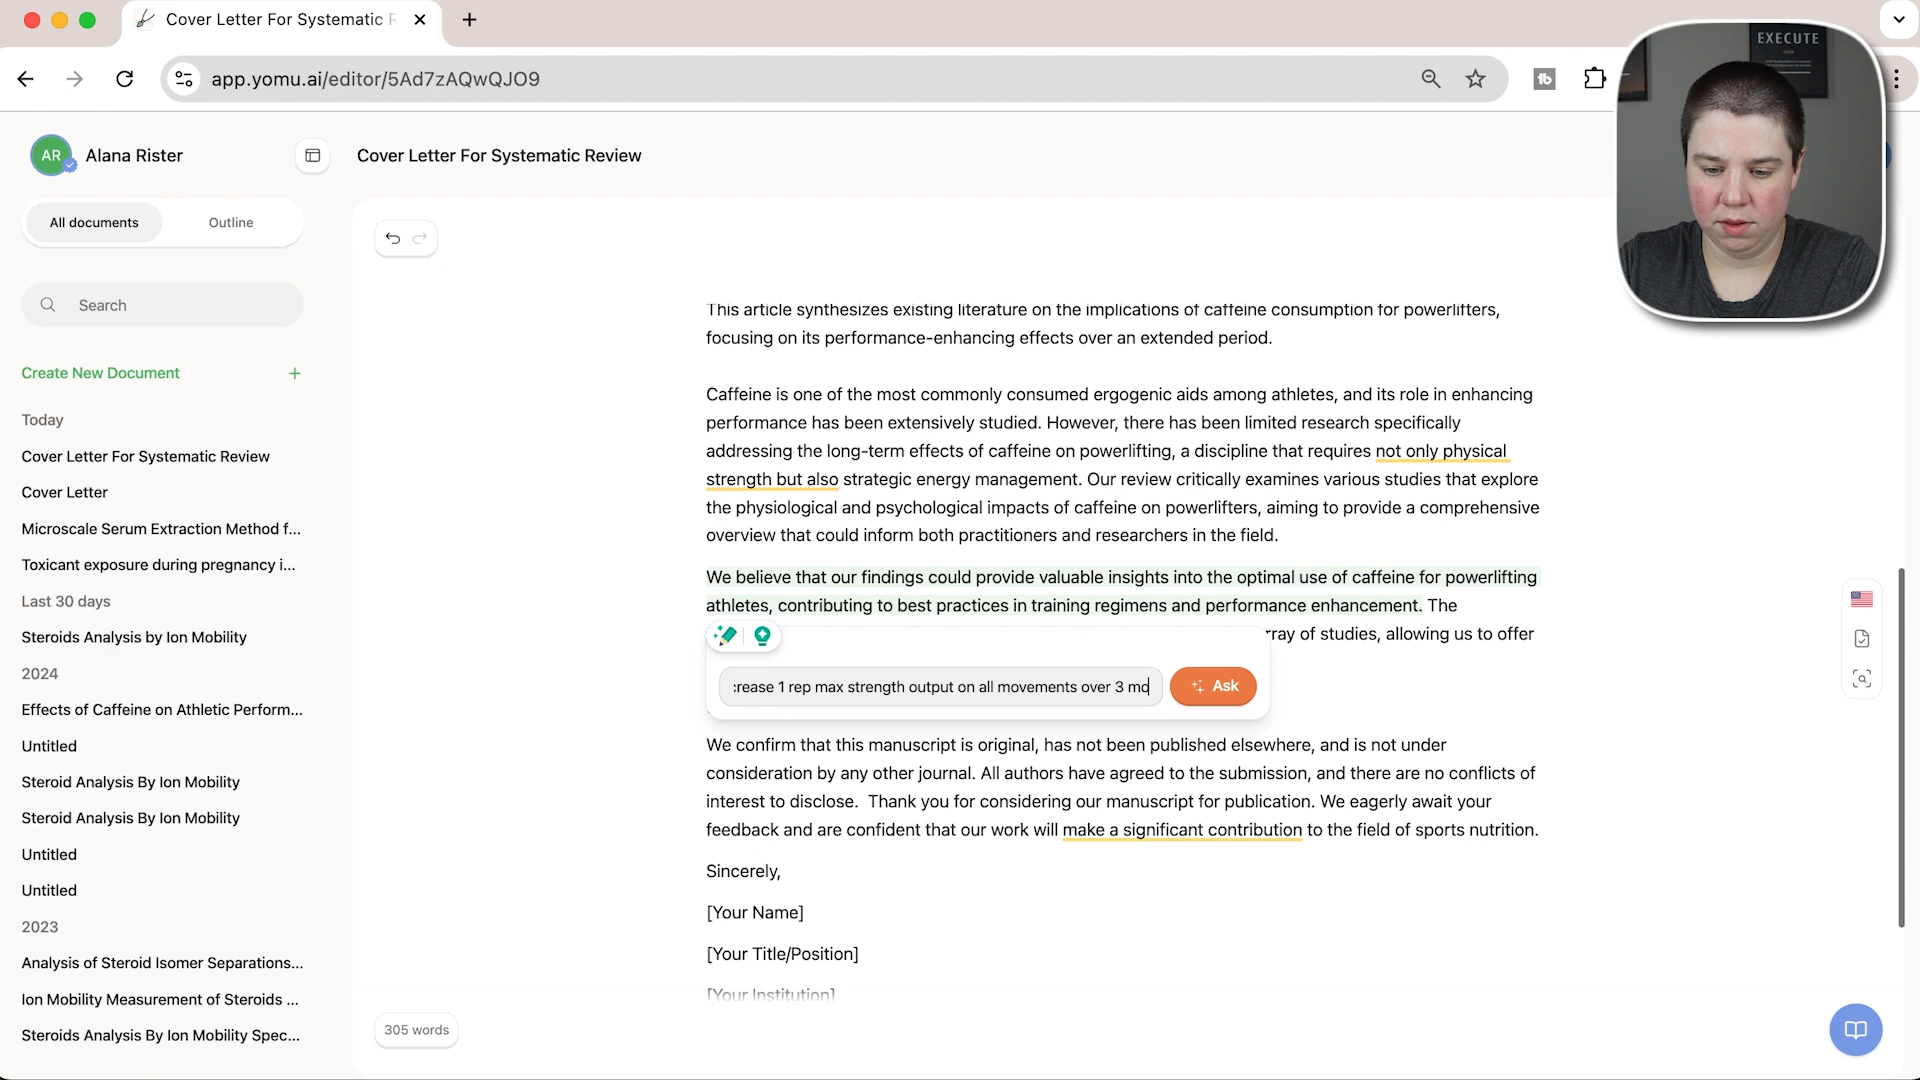 Cover Letter For Systematic R
app.yomu.ai/editor/5Ad7zAQwQJO9
EXECUTE
AR
Alana Rister
Cover Letter For Systematic Review
All documents
Outline
Search
Create New Document
Today
Cover Letter For Systematic Review
Cover Letter
Microscale Serum Extraction Method f...
Toxicant exposure during pregnancy i...
Last 30 days
Steroids Analysis by Ion Mobility
2024
Effects of Caffeine on Athletic Perform...
Untitled
Steroid Analysis By Ion Mobility
Steroid Analysis By Ion Mobility
Untitled
Untitled
2023
Analysis of Steroid Isomer Separations...
Ion Mobility Measurement of Steroids ...
Steroids Analysis By Ion Mobility Spec...
This article synthesizes existing literature on the implications of caffeine consumption for powerlifters,
focusing on its performance-enhancing effects over an extended period.
Caffeine is one of the most commonly consumed ergogenic aids among athletes, and its role in enhancing
performance has been extensively studied. However, there has been limited research specifically
addressing the long-term effects of caffeine on powerlifting, a discipline that requires not only physical
strength but also strategic energy management. Our review critically examines various studies that explore
the physiological and psychological impacts of caffeine on powerlifters, aiming to provide a comprehensive
overview that could inform both practitioners and researchers in the field.
We believe that our findings could provide valuable insights into the optimal use of caffeine for powerlifting
athletes, contributing to best practices in training regimens and performance enhancement. The
rray of studies, allowing us to offer
crease 1 rep max strength output on all movements over 3 mo
Ask
We confirm that this manuscript is original, has not been published elsewhere, and is not under
consideration by any other journal. All authors have agreed to the submission, and there are no conflicts of
interest to disclose. Thank you for considering our manuscript for publication. We eagerly await your
feedback and are confident that our work will make a significant contribution to the field of sports nutrition.
Sincerely,
[Your Name]
[Your Title/Position]
[Your Institution]
305 words